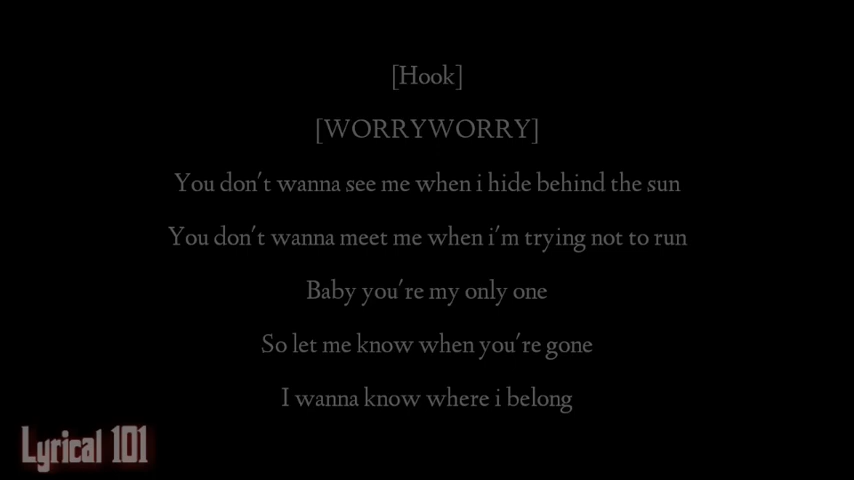 [Hook]
[WORRYWORRY]
You don't wanna see me when i hide behind the sun
You don't wanna meet me when i'm trying not to run
Baby you're my only one
So let me know when you're gone
I wanna know where i belong
Lyrical 101